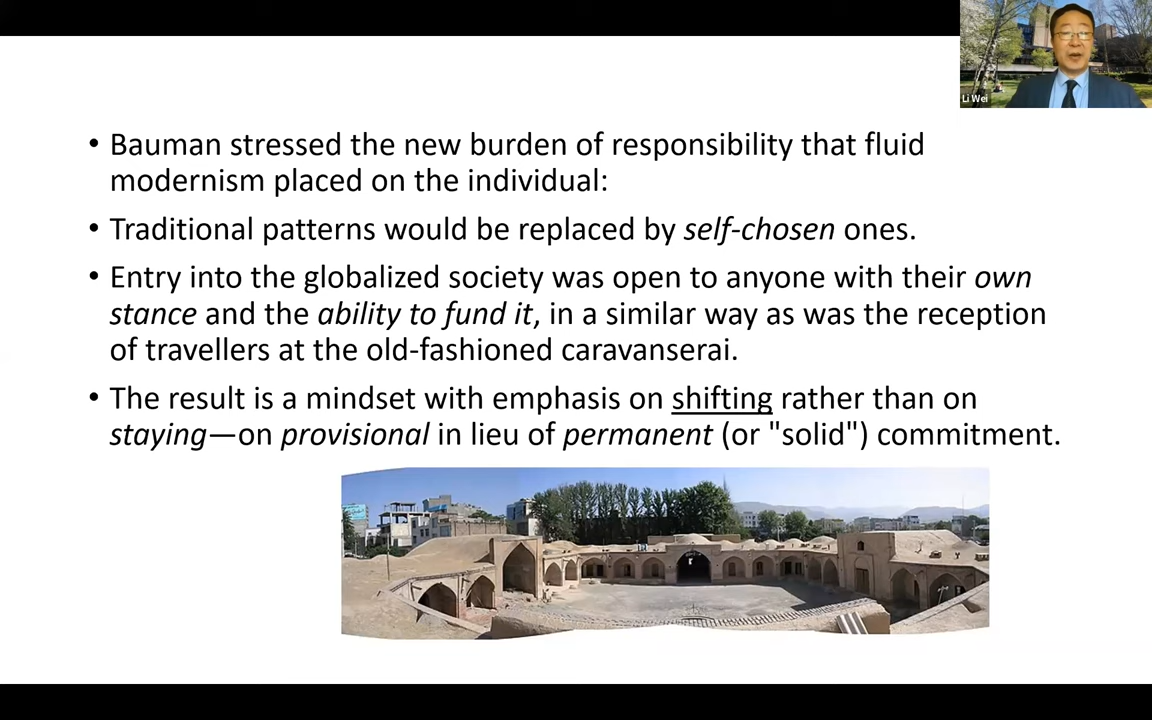 Li Wei
• Bauman stressed the new burden of responsibility that fluid
modernism placed on the individual:
• Traditional patterns would be replaced by self-chosen ones.
• Entry into the globalized society was open to anyone with their own
stance and the ability to fund it, in a similar way as was the reception
of travellers at the old-fashioned caravanserai.
• The result is a mindset with emphasis on shifting rather than on
staying—on provisional in lieu of permanent (or "solid") commitment.